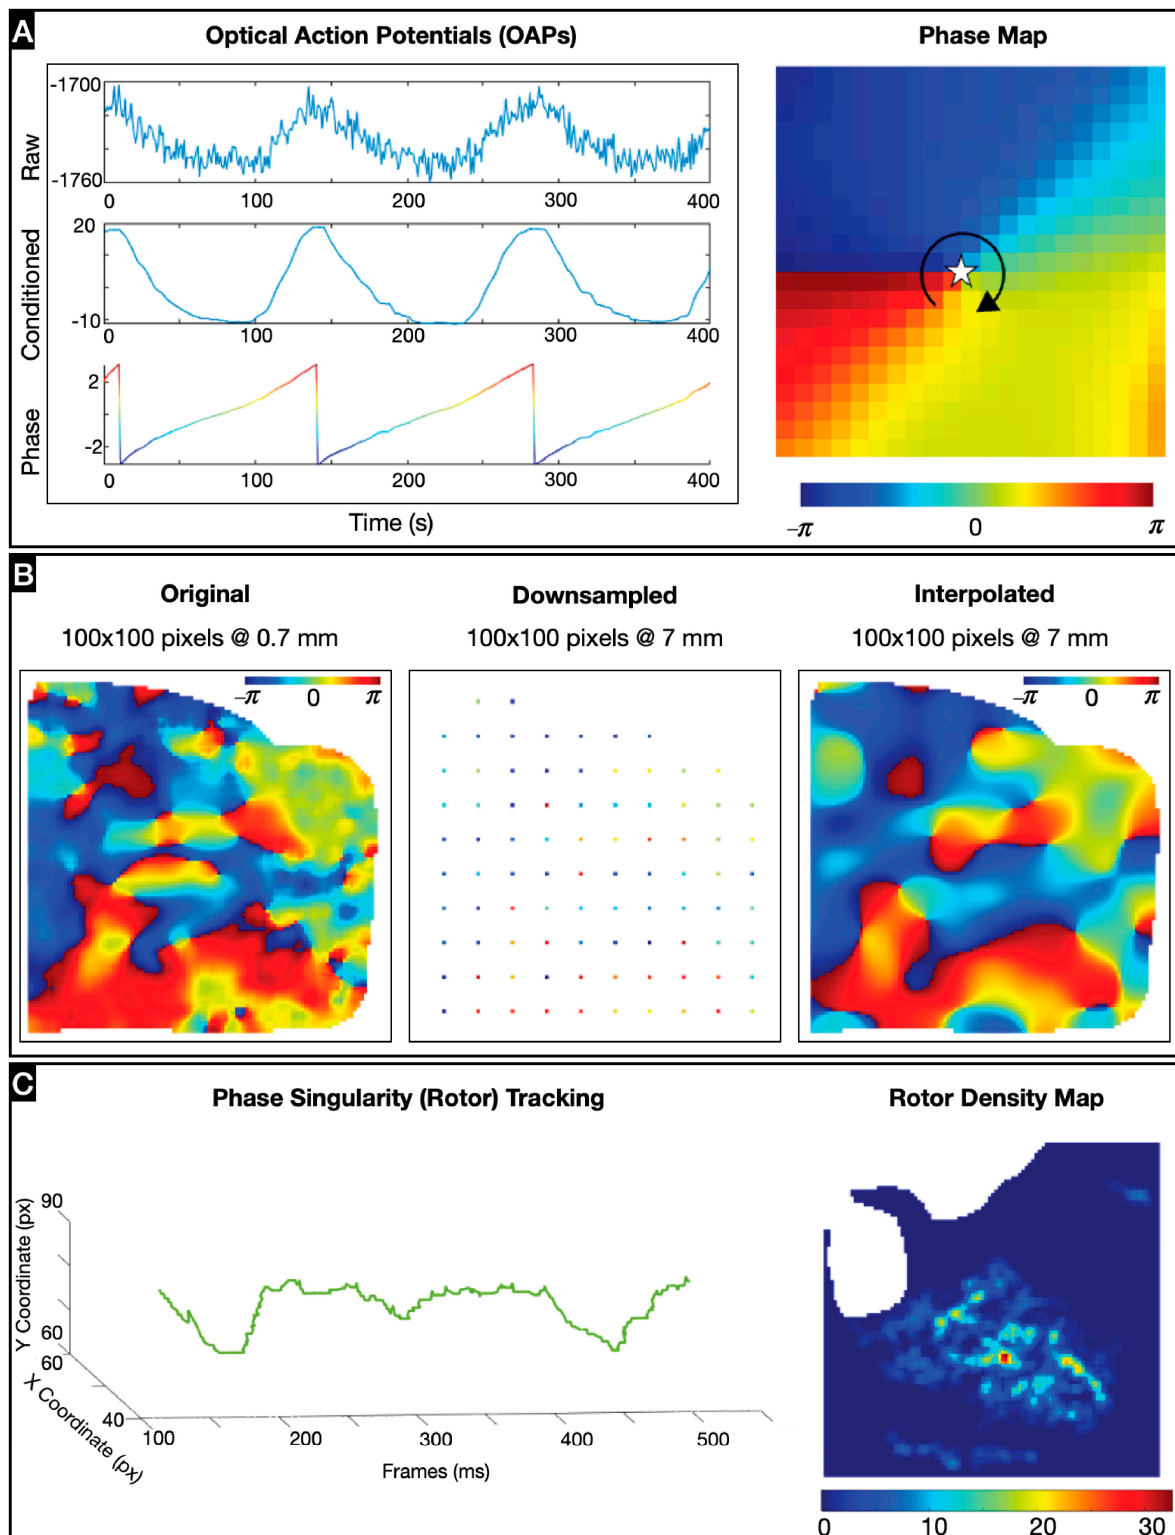 A
Optical Action Potentials (OAPs)
Phase Map
Raw
-1700
-1760
0 100 200 300 400
Conditioned
20
-10
0 100 200 300 400
Phase
2
-2
0 100 200 300 400
Time (s)
-π 0 π
B
Original
Downsampled
Interpolated
100x100 pixels @ 0.7 mm
100x100 pixels @ 7 mm
100x100 pixels @ 7 mm
-π 0 π
-π 0 π
C
Phase Singularity (Rotor) Tracking
Rotor Density Map
Y Coordinate (px)
90
60
60
X Coordinate (px)
40
100 200 300 400 500
Frames (ms)
0 10 20 30